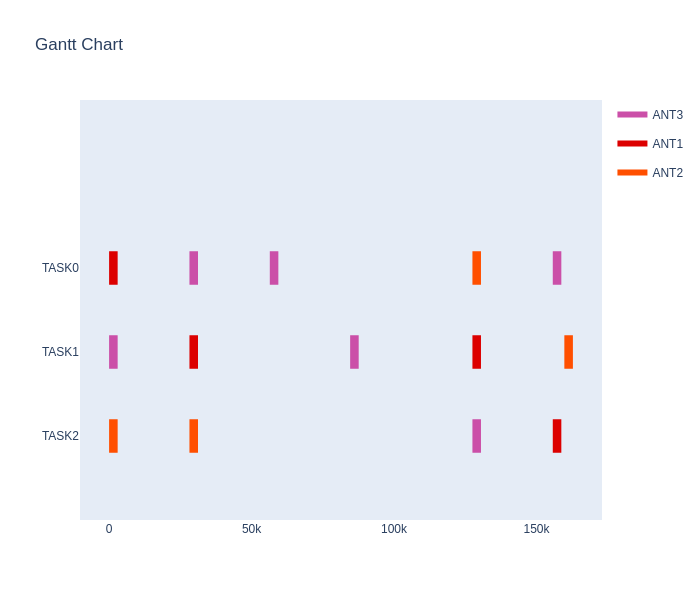 Gantt Chart
ANT3
ANT1
ANT2
TASK0
TASK1
TASK2
0 50k 100k 150k